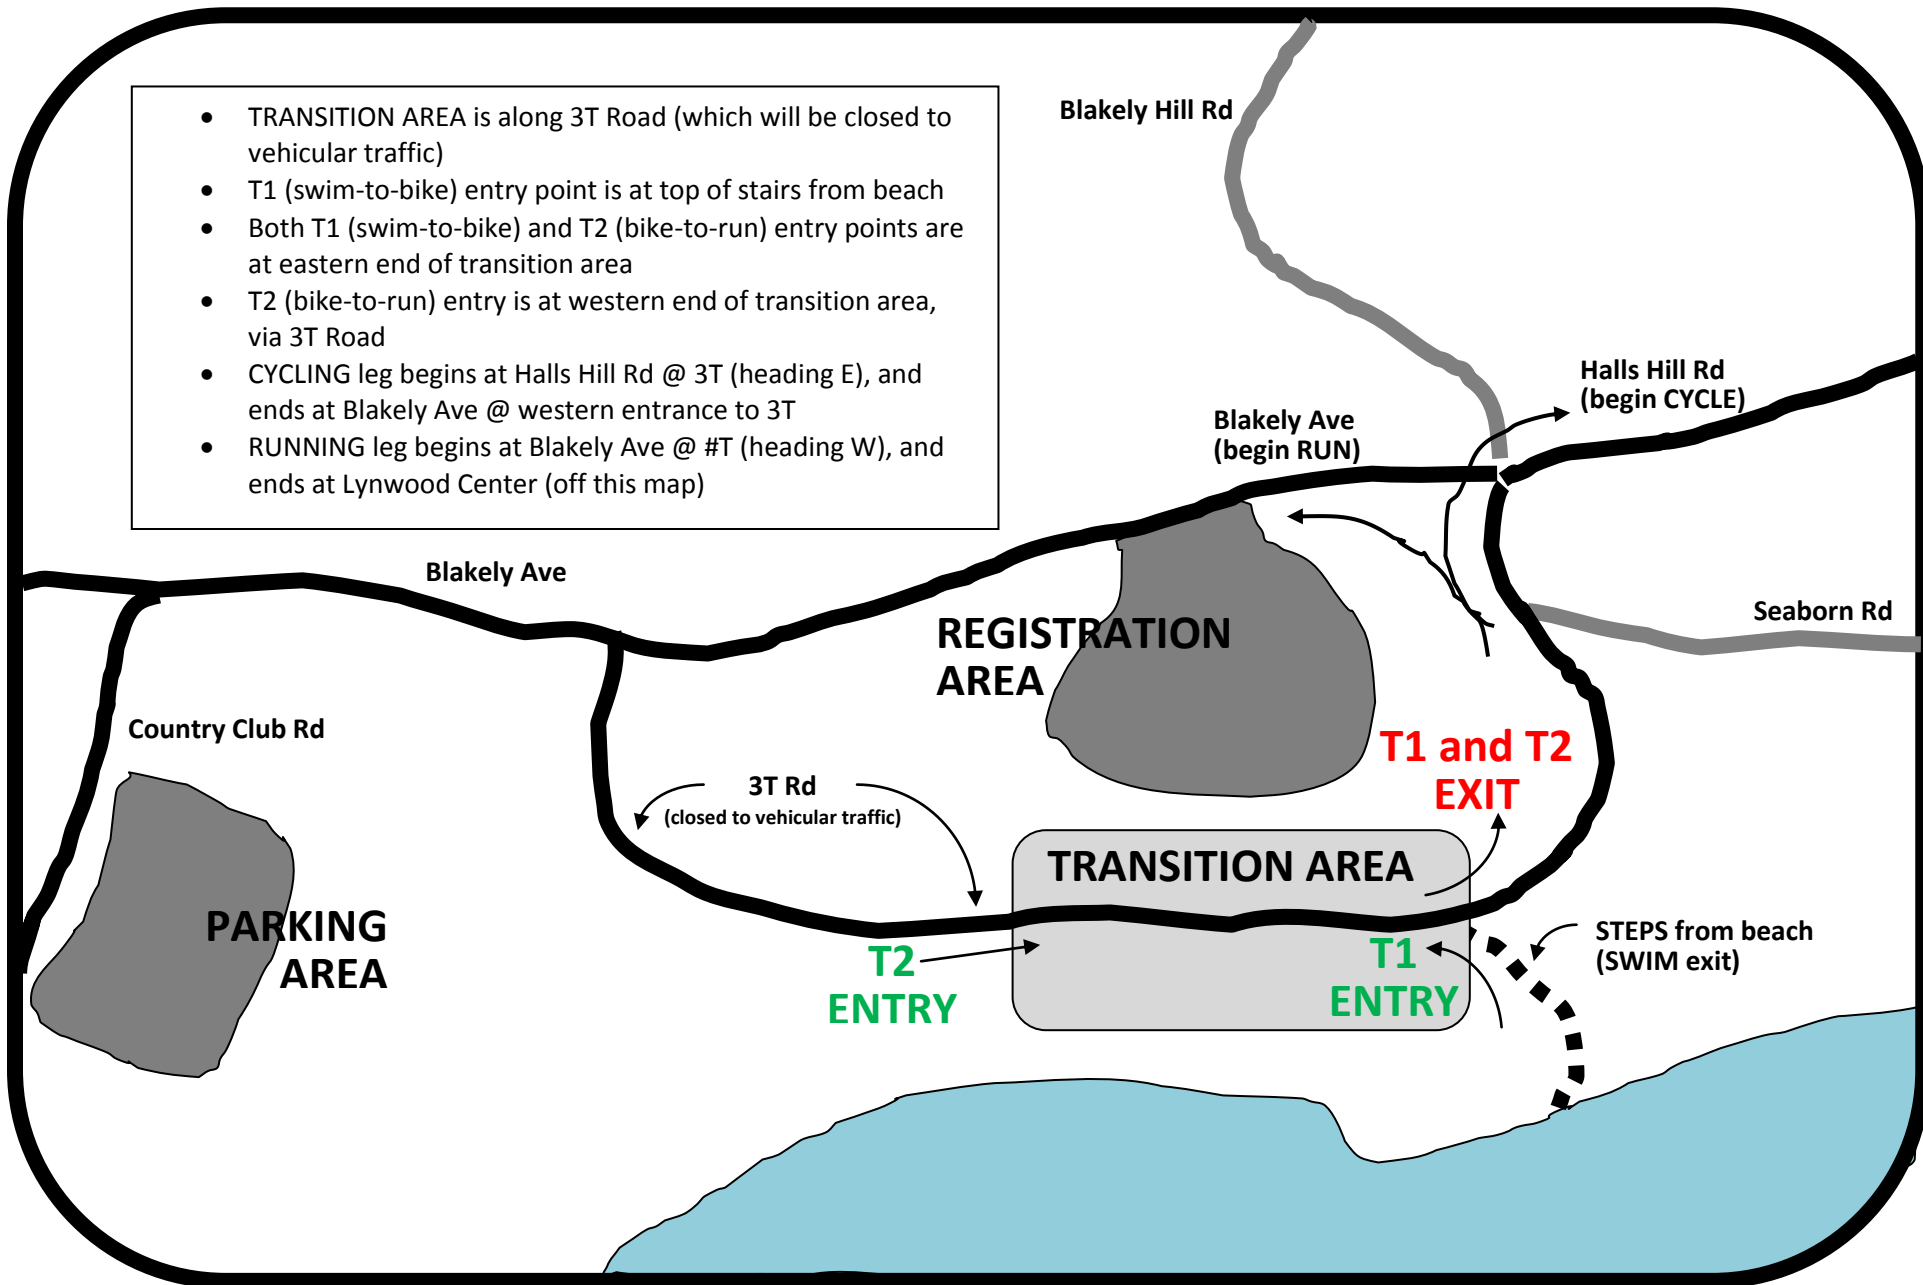 • TRANSITION AREA is along 3T Road (which will be closed to
vehicular traffic)
• T1 (swim-to-bike) entry point is at top of stairs from beach
• Both T1 (swim-to-bike) and T2 (bike-to-run) entry points are
at eastern end of transition area
• T2 (bike-to-run) entry is at western end of transition area,
via 3T Road
• CYCLING leg begins at Halls Hill Rd @ 3T (heading E), and
ends at Blakely Ave @ western entrance to 3T
• RUNNING leg begins at Blakely Ave @ #T (heading W), and
ends at Lynwood Center (off this map)
Blakely Hill Rd
Halls Hill Rd
(begin CYCLE)
Blakely Ave
(begin RUN)
Blakely Ave
Seaborn Rd
REGISTRATION
AREA
Country Club Rd
T1 and T2
EXIT
3T Rd
(closed to vehicular traffic)
TRANSITION AREA
PARKING
AREA
T2
ENTRY
T1
ENTRY
STEPS from beach
(SWIM exit)